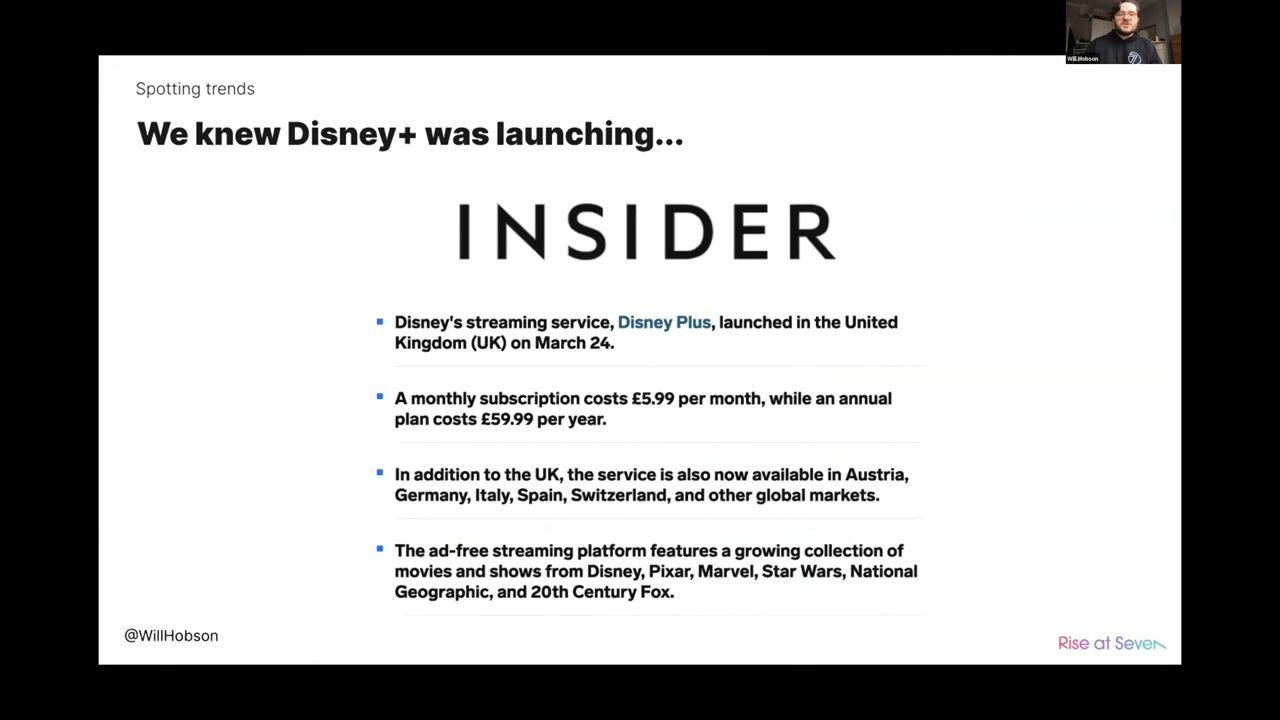 Will Hobson
Spotting trends
We knew Disney+ was launching...
INSIDER
Disney's streaming service, Disney Plus, launched in the United
Kingdom (UK) on March 24.
A monthly subscription costs £5.99 per month, while an annual
plan costs £59.99 per year.
In addition to the UK, the service is also now available in Austria,
Germany, Italy, Spain, Switzerland, and other global markets.
The ad-free streaming platform features a growing collection of
movies and shows from Disney, Pixar, Marvel, Star Wars, National
Geographic, and 20th Century Fox.
@WillHobson
Rise at Seven